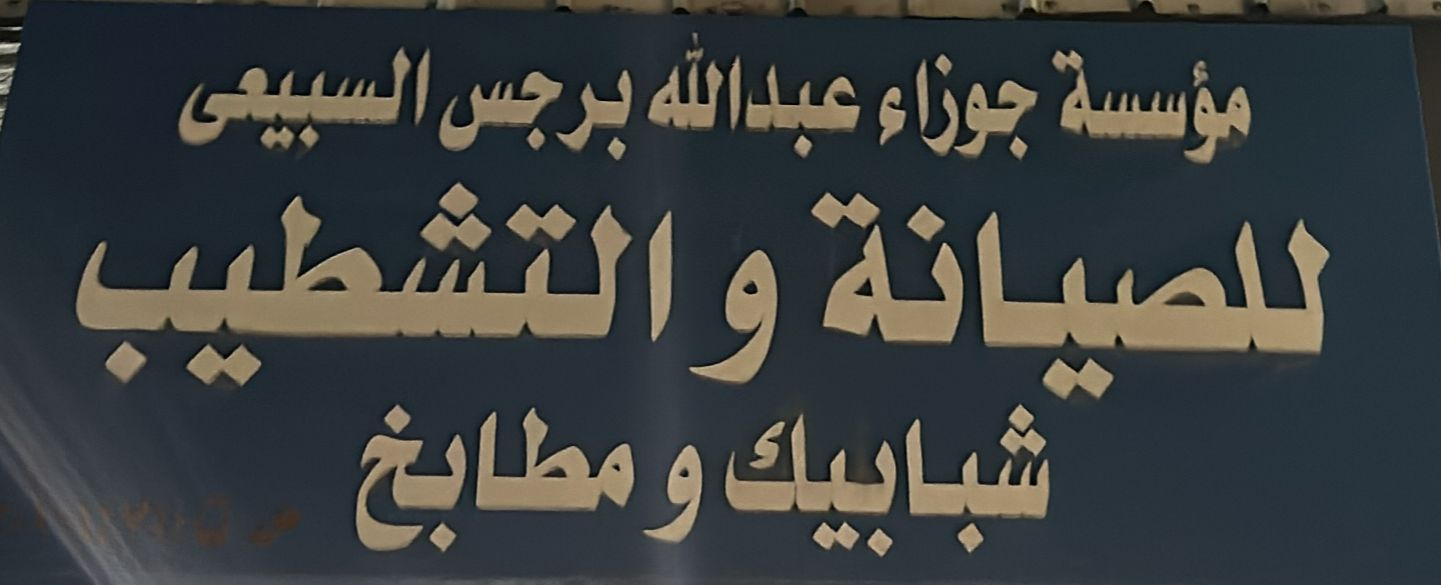 مؤسسة جوزاء عبدالله برجس السبيعى
للصيانة و التشطيب
شبابيك و مطابخ